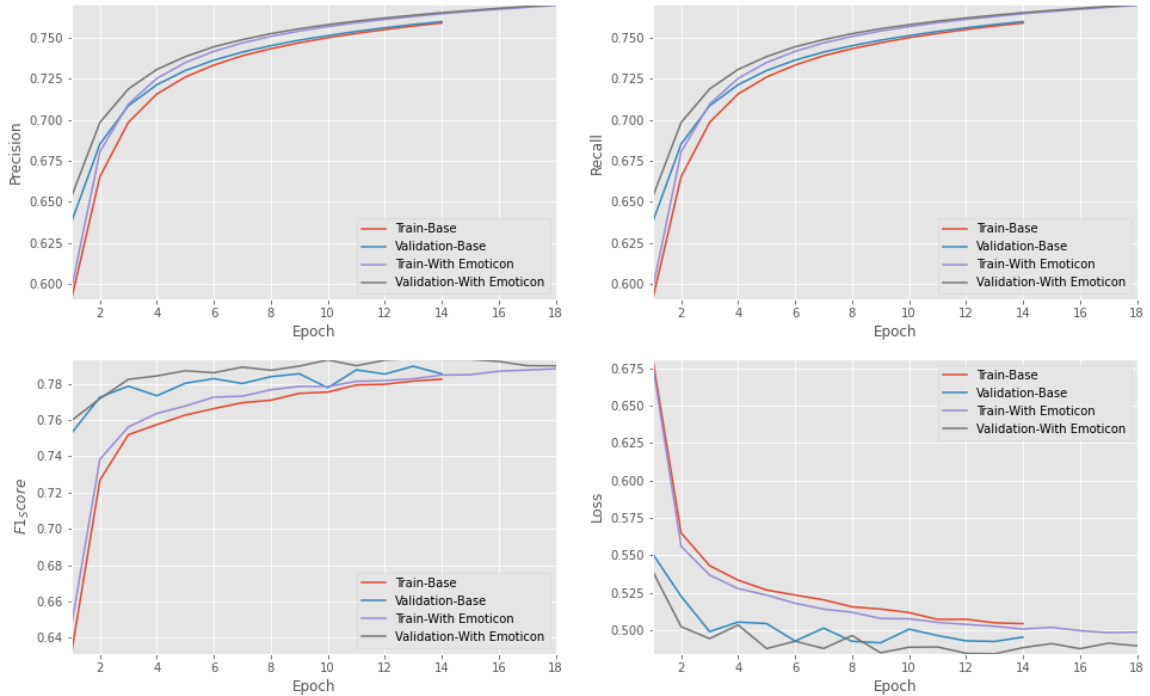 0.750
0.725
0.700
0.675
0.650
0.625
0.600
Precision
Train-Base
Validation-Base
Train-With Emoticon
Validation-With Emoticon
2 4 6 8 10 12 14 16 18
Epoch
0.750
0.725
0.700
0.675
0.650
0.625
0.600
Recall
Train-Base
Validation-Base
Train-With Emoticon
Validation-With Emoticon
2 4 6 8 10 12 14 16 18
Epoch
0.78
0.76
0.74
0.72
0.70
0.68
0.66
0.64
F1score
Train-Base
Validation-Base
Train-With Emoticon
Validation-With Emoticon
2 4 6 8 10 12 14 16 18
Epoch
0.675
0.650
0.625
0.600
0.575
0.550
0.525
0.500
Loss
Train-Base
Validation-Base
Train-With Emoticon
Validation-With Emoticon
2 4 6 8 10 12 14 16 18
Epoch